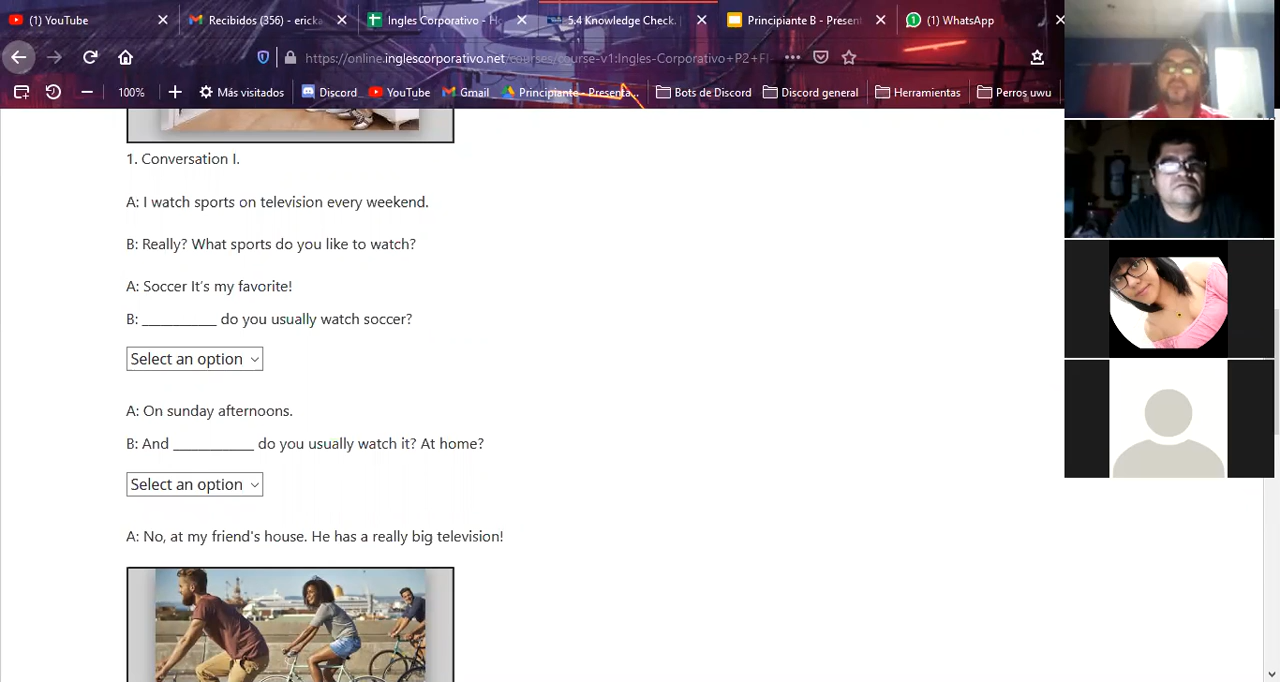 (1) YouTube
Recibidos (356) - ericka
Ingles Corporativo - Ho
5.4 Knowledge Check.
Principiante B - Present
(1) WhatsApp
https://online.inglescorporativo.net/courses/course-v1:Ingles-Corporativo+P2+Fl
100%
Más visitados
Discord
YouTube
Gmail
Principiante - Presenta...
Bots de Discord
Discord general
Herramientas
Perros uwu
1. Conversation I.
A: I watch sports on television every weekend.
B: Really? What sports do you like to watch?
A: Soccer It's my favorite!
B: ___________ do you usually watch soccer?
Select an option
A: On sunday afternoons.
B: And ____________ do you usually watch it? At home?
Select an option
A: No, at my friend's house. He has a really big television!